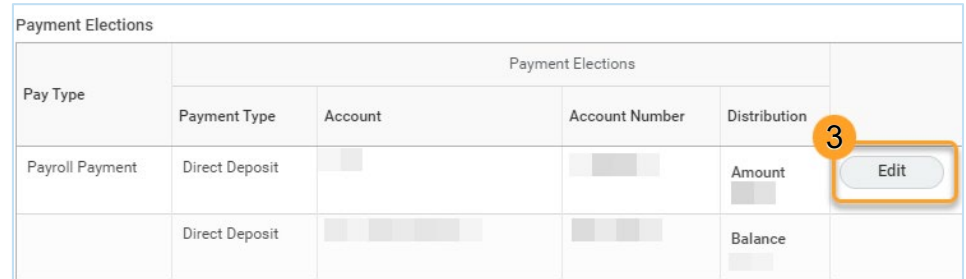 Payment Elections
Payment Elections
Pay Type
Payment Type Account Account Number Distribution
3
Payroll Payment Direct Deposit Amount Edit
Direct Deposit Balance